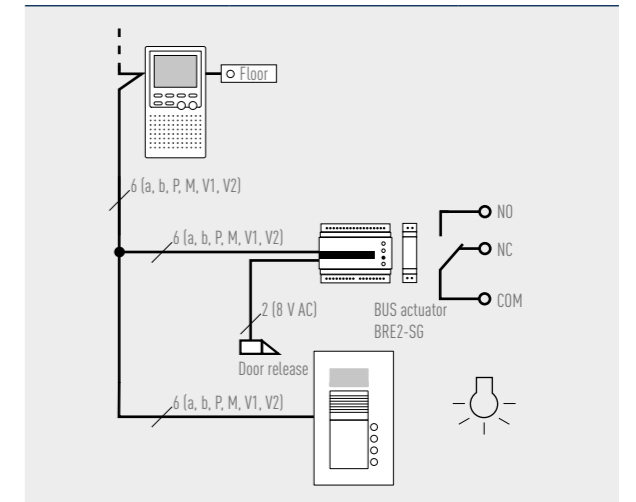 Floor
6 (a, b, P, M, V1, V2)
NO
6 (a, b, P, M, V1, V2)
NC
COM
2 (8 V AC)
BUS actuator
BRE2-SG
Door release
6 (a, b, P, M, V1, V2)